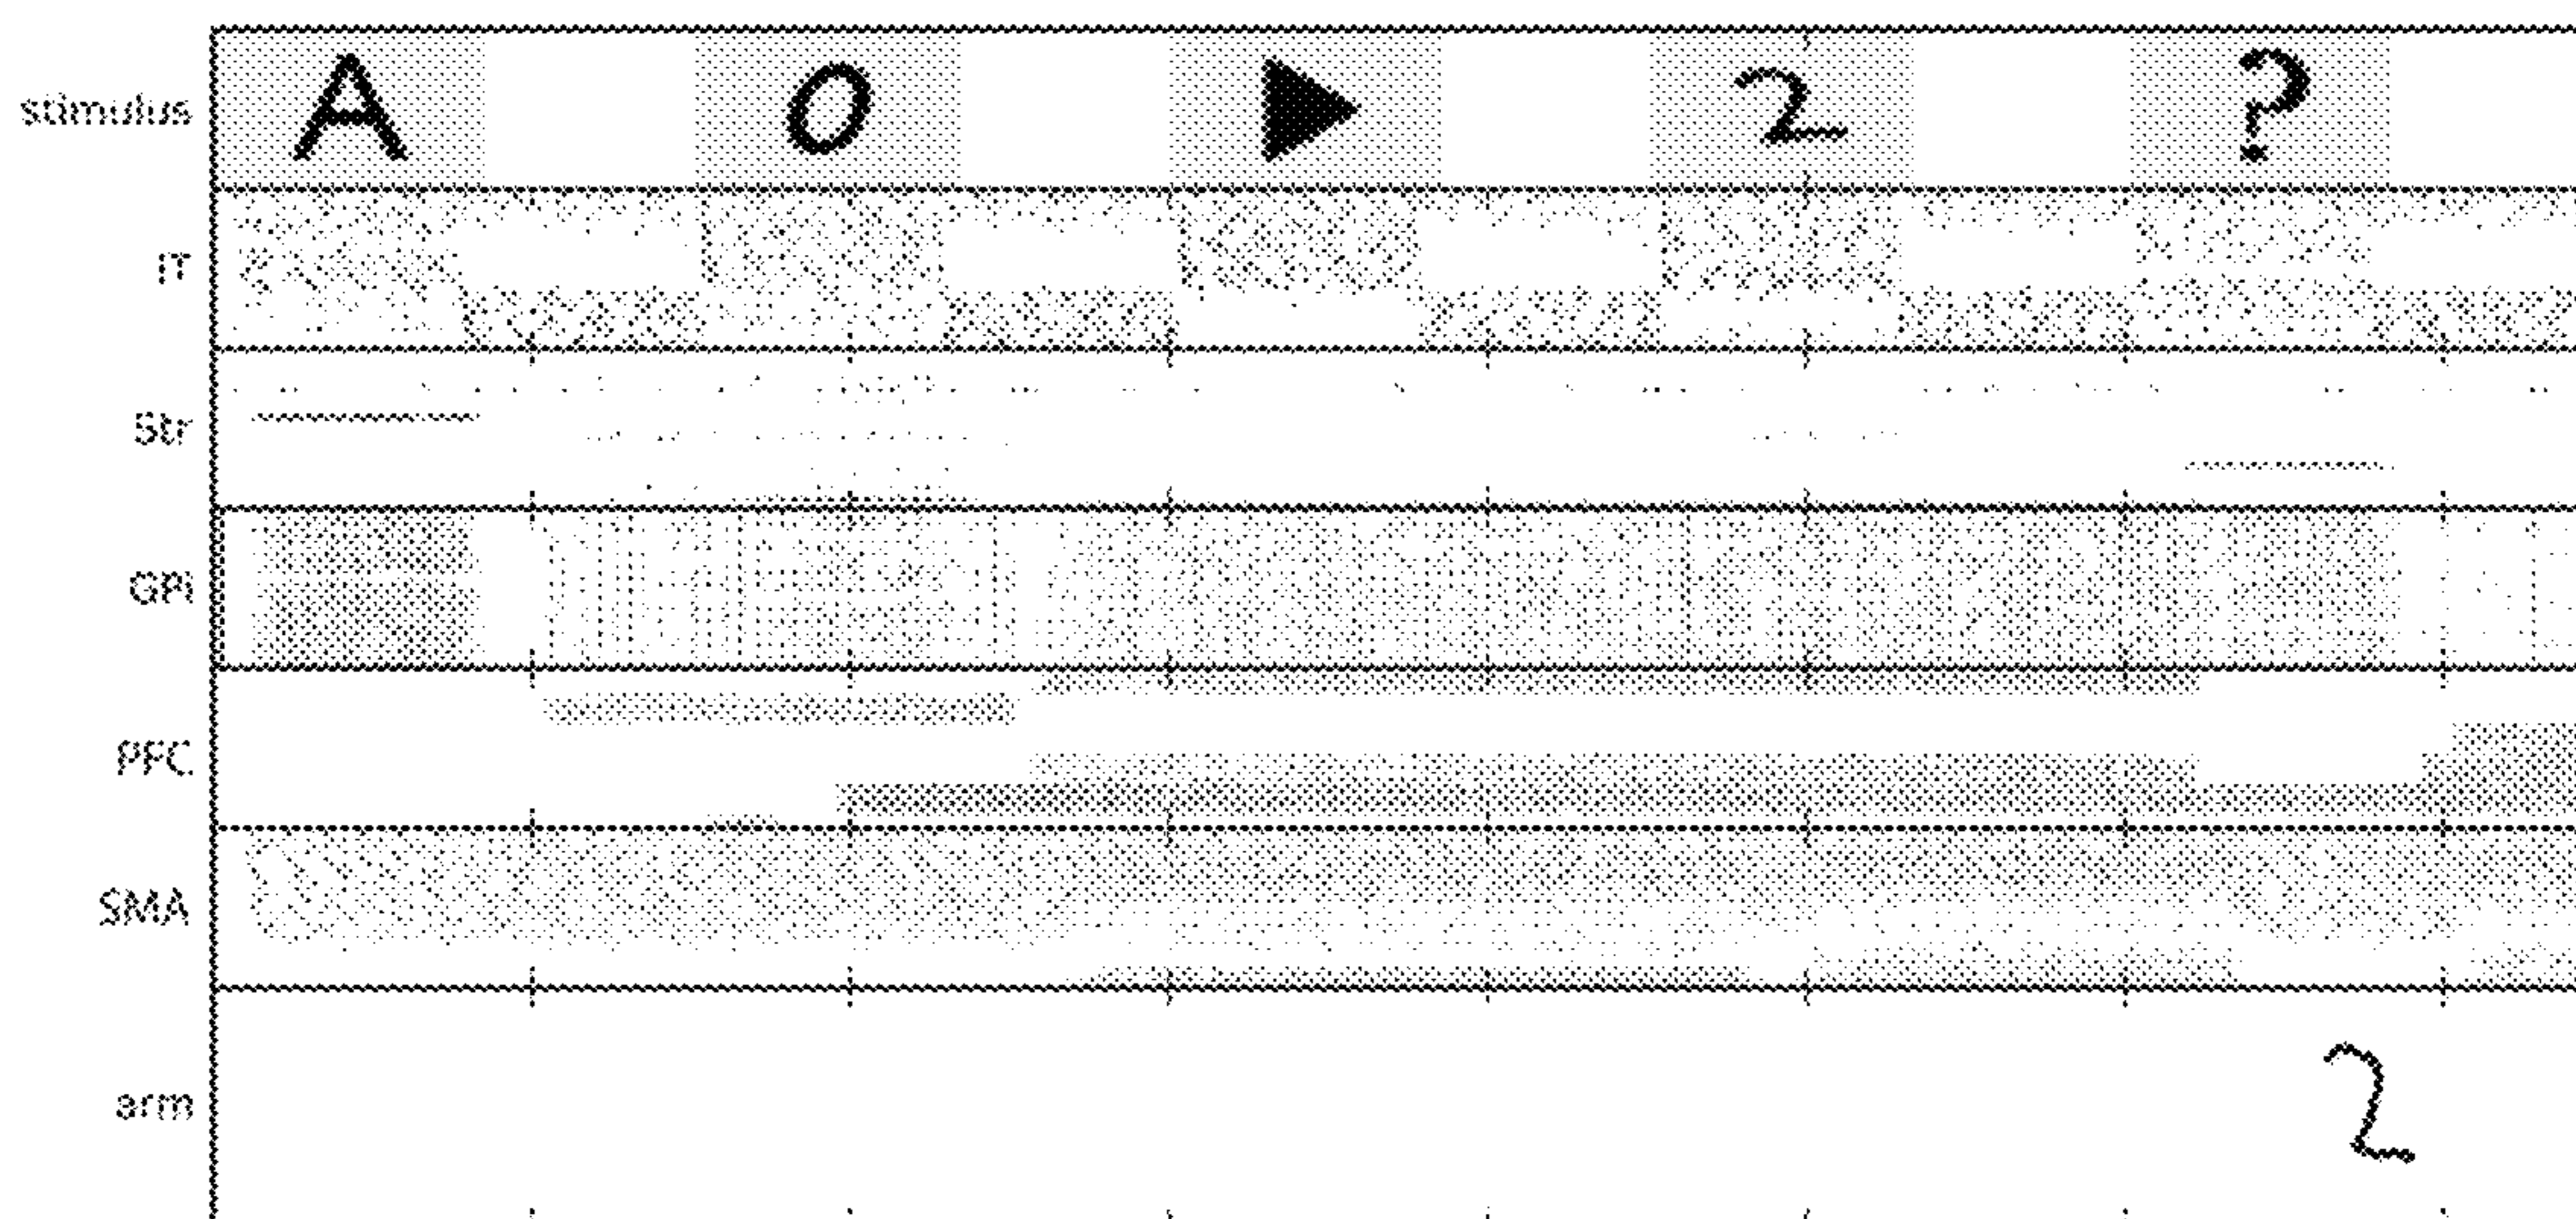 stimulus A 0 ▶ 2 ?
IT
Str
GPi
PFC
SMA
arm 2